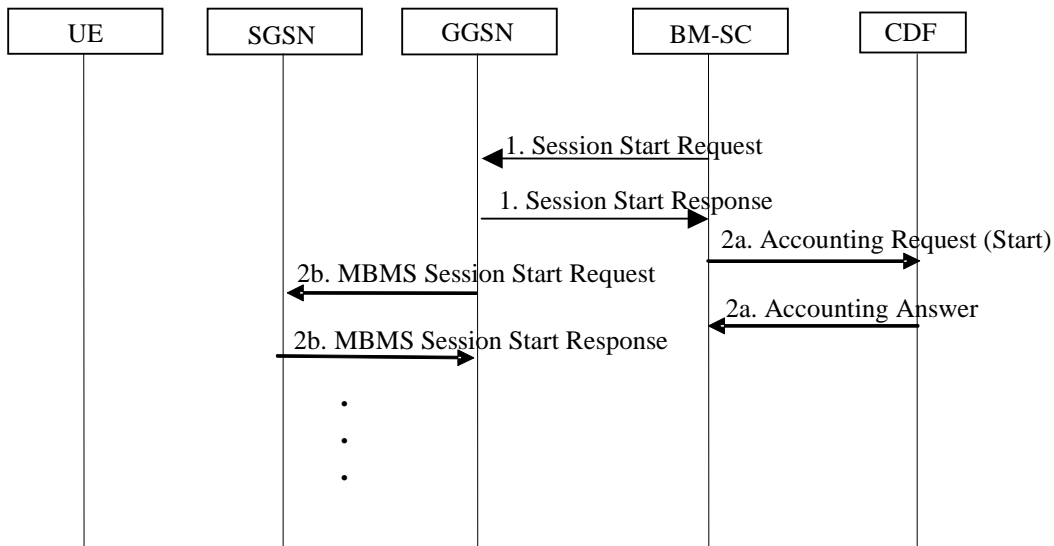 UE
SGSN
GGSN
BM-SC
CDF
1. Session Start Request
1. Session Start Response
2a. Accounting Request (Start)
2b. MBMS Session Start Request
2a. Accounting Answer
2b. MBMS Session Start Response